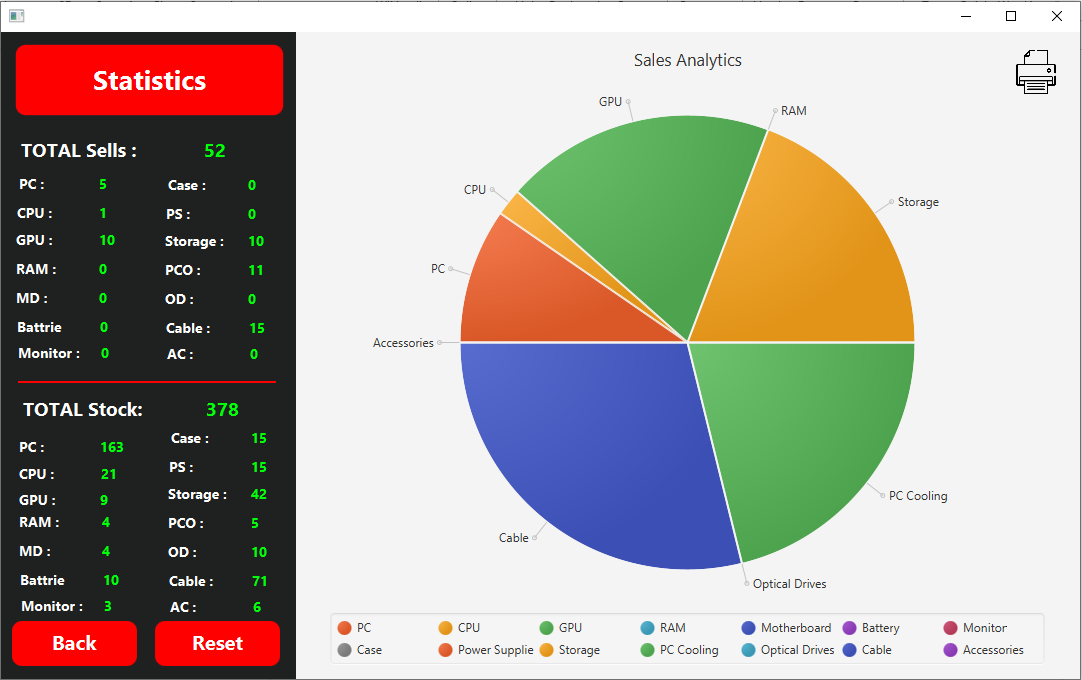 Statistics
TOTAL Sells : 52
PC : 5 Case : 0
CPU : 1 PS : 0
GPU : 10 Storage : 10
RAM : 0 PCO : 11
MD : 0 OD : 0
Battrie 0 Cable : 15
Monitor : 0 AC : 0
TOTAL Stock: 378
PC : 163 Case : 15
CPU : 21 PS : 15
GPU : 9 Storage : 42
RAM : 4 PCO : 5
MD : 4 OD : 10
Battrie 10 Cable : 71
Monitor : 3 AC : 6
Back Reset
Sales Analytics
GPU
RAM
CPU
Storage
PC
Accessories
PC Cooling
Cable
Optical Drives
PC CPU GPU RAM Motherboard Battery Monitor
Case Power Supplie Storage PC Cooling Optical Drives Cable Accessories